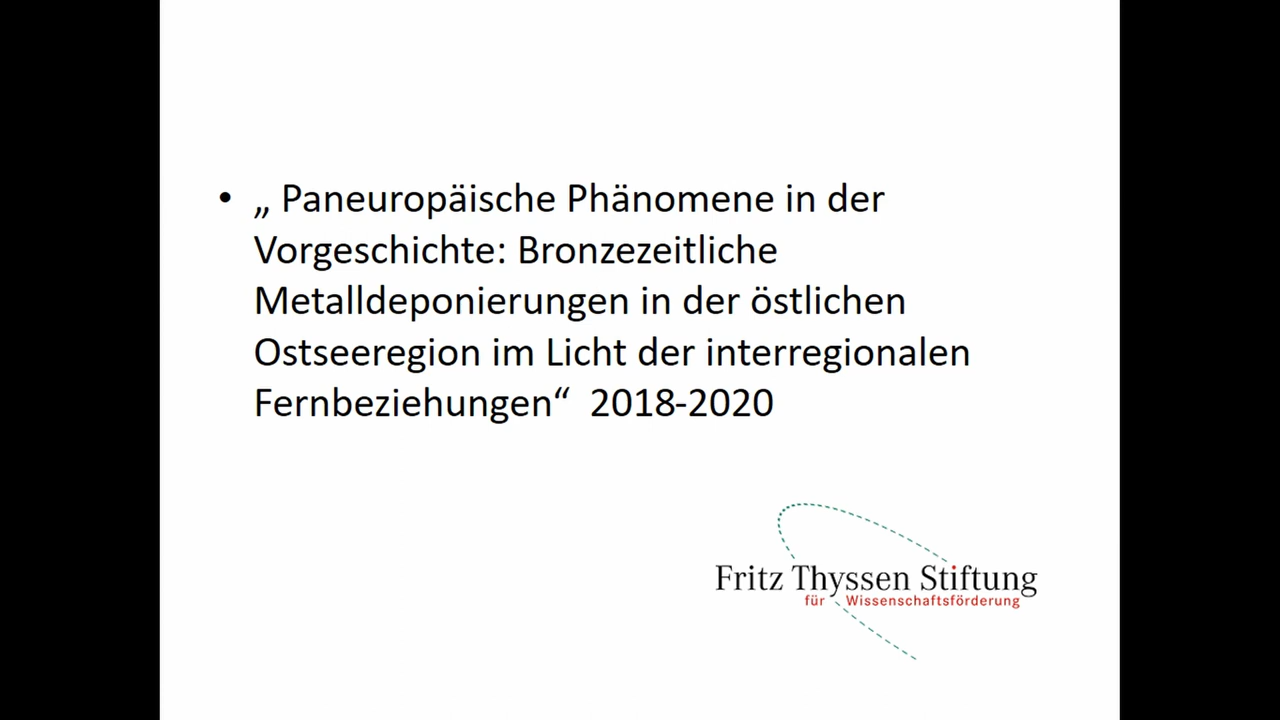 • „ Paneuropäische Phänomene in der
Vorgeschichte: Bronzezeitliche
Metalldeponierungen in der östlichen
Ostseeregion im Licht der interregionalen
Fernbeziehungen“ 2018-2020
Fritz Thyssen Stiftung
für Wissenschaftsförderung